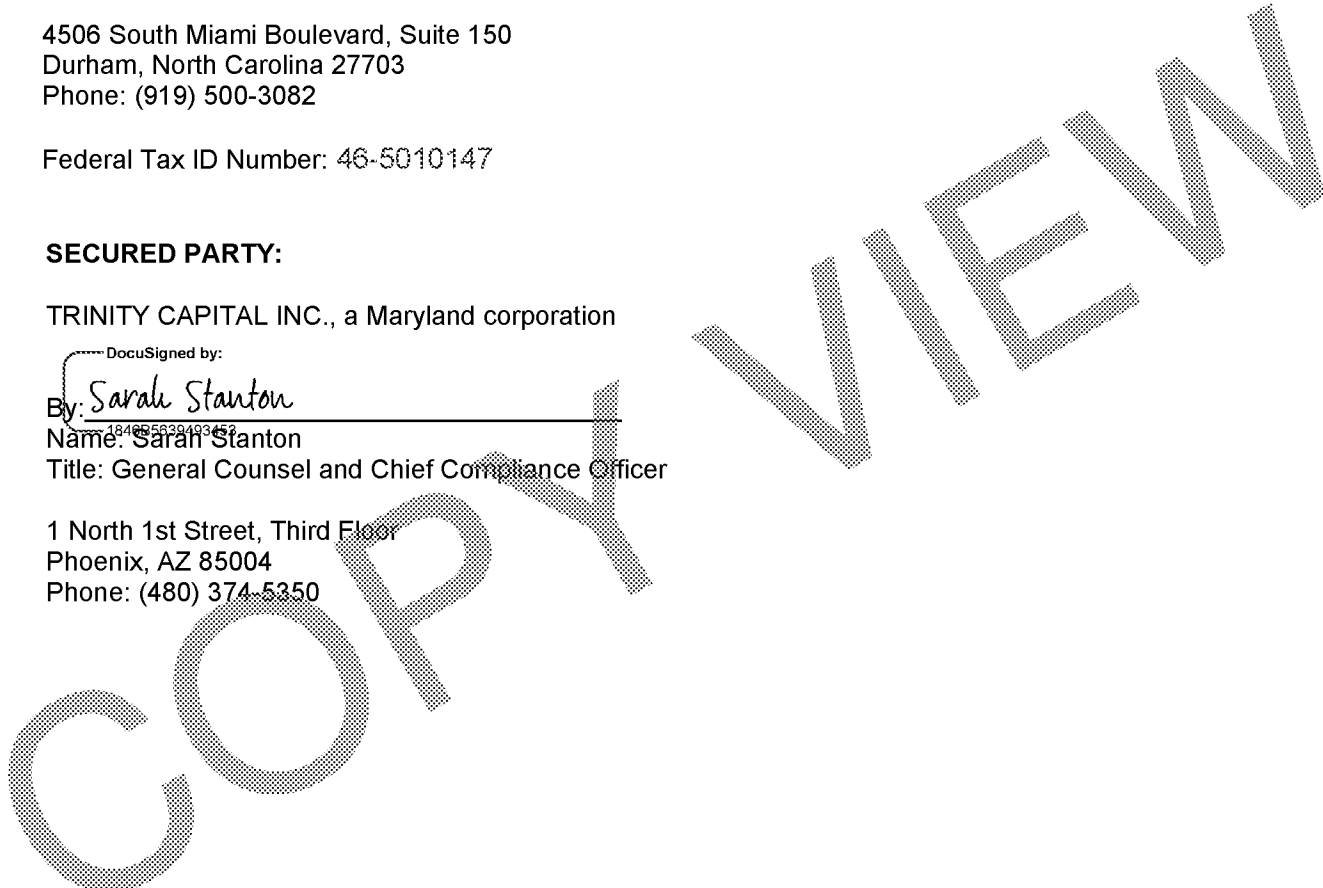 4506 South Miami Boulevard, Suite 150
Durham, North Carolina 27703
Phone: (919) 500-3082
Federal Tax ID Number: 46-5010147
SECURED PARTY:
TRINITY CAPITAL INC., a Maryland corporation
DocuSigned by:
By: Sarah Stanton
1846B5639493453
Name: Sarah Stanton
Title: General Counsel and Chief Compliance Officer
1 North 1st Street, Third Floor
Phoenix, AZ 85004
Phone: (480) 374-5350
COPY VIEW